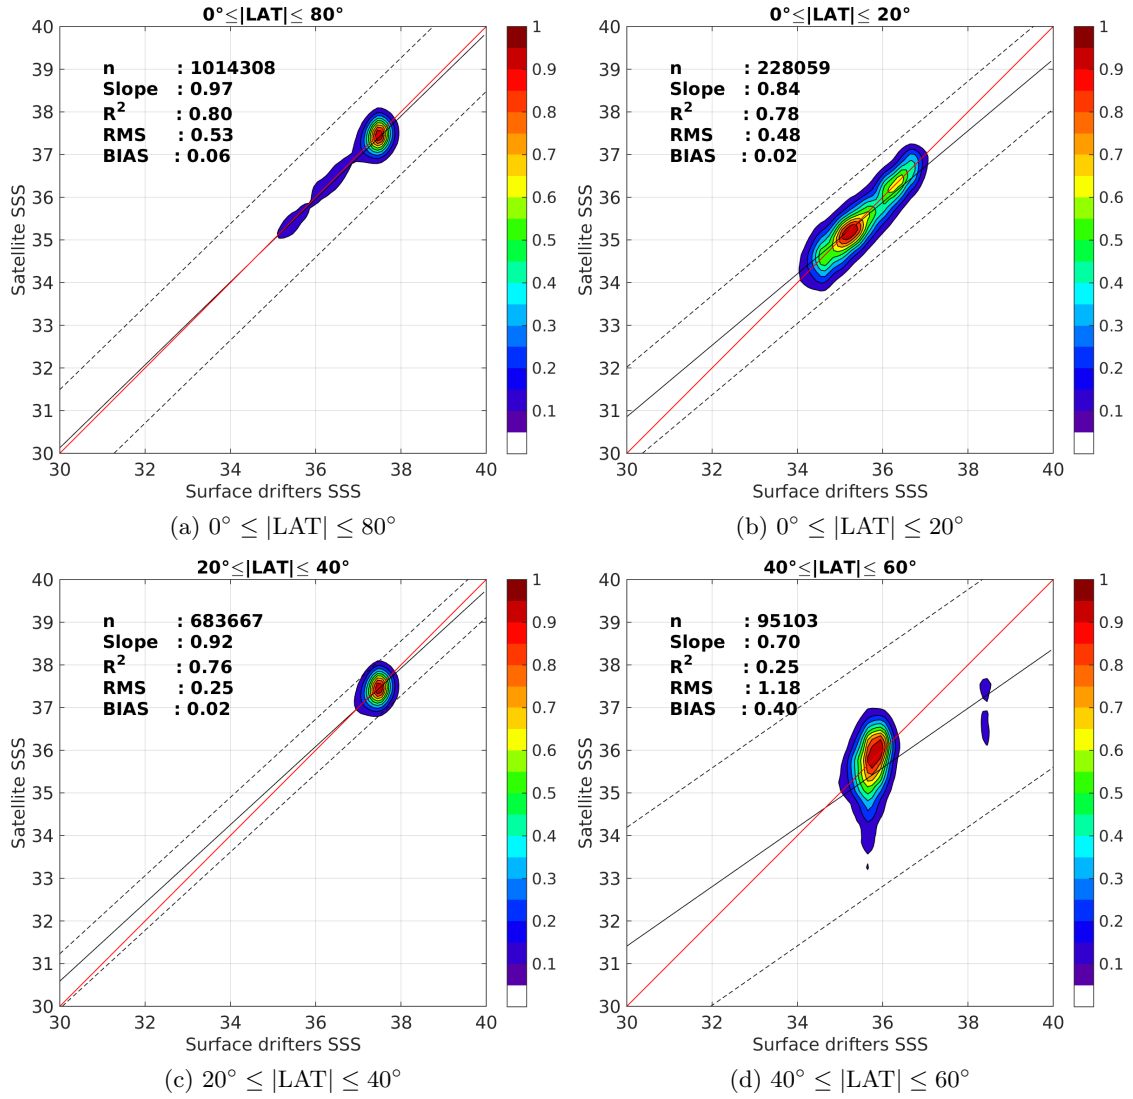 0°≤|LAT|≤ 80°
n : 1014308
Slope : 0.97
R² : 0.80
RMS : 0.53
BIAS : 0.06
40
39
38
37
36
35
34
33
32
31
30
30 32 34 36 38 40
Satellite SSS
Surface drifters SSS
1
0.9
0.8
0.7
0.6
0.5
0.4
0.3
0.2
0.1
(a) 0° ≤ |LAT| ≤ 80°
0°≤|LAT|≤ 20°
n : 228059
Slope : 0.84
R² : 0.78
RMS : 0.48
BIAS : 0.02
40
39
38
37
36
35
34
33
32
31
30
30 32 34 36 38 40
Satellite SSS
Surface drifters SSS
1
0.9
0.8
0.7
0.6
0.5
0.4
0.3
0.2
0.1
(b) 0° ≤ |LAT| ≤ 20°
20°≤|LAT|≤ 40°
n : 683667
Slope : 0.92
R² : 0.76
RMS : 0.25
BIAS : 0.02
40
39
38
37
36
35
34
33
32
31
30
30 32 34 36 38 40
Satellite SSS
Surface drifters SSS
1
0.9
0.8
0.7
0.6
0.5
0.4
0.3
0.2
0.1
(c) 20° ≤ |LAT| ≤ 40°
40°≤|LAT|≤ 60°
n : 95103
Slope : 0.70
R² : 0.25
RMS : 1.18
BIAS : 0.40
40
39
38
37
36
35
34
33
32
31
30
30 32 34 36 38 40
Satellite SSS
Surface drifters SSS
1
0.9
0.8
0.7
0.6
0.5
0.4
0.3
0.2
0.1
(d) 40° ≤ |LAT| ≤ 60°